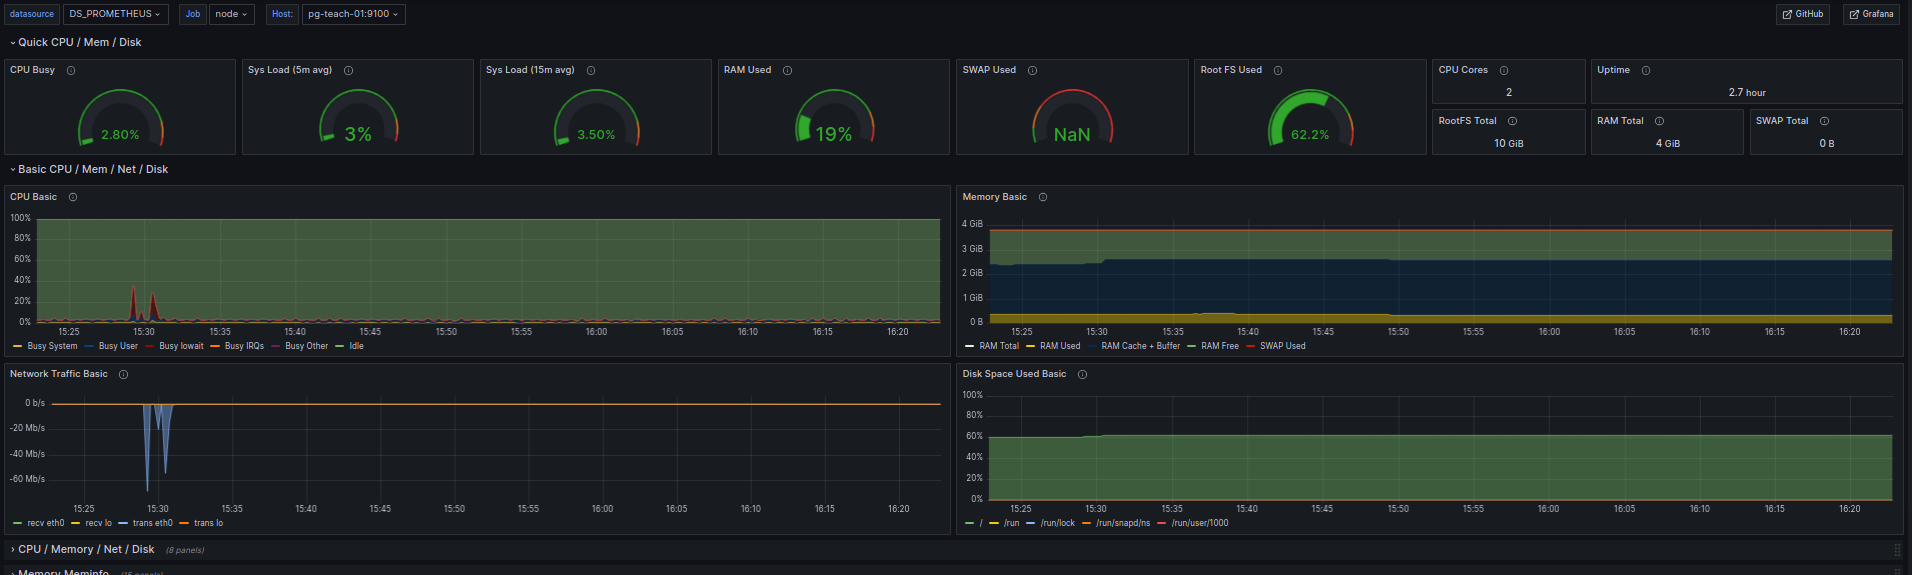 datasource DS_PROMETHEUS Job node Host: pg-teach-01:9100 GitHub Grafana
Quick CPU / Mem / Disk
CPU Busy Sys Load (5m avg) Sys Load (15m avg) RAM Used SWAP Used Root FS Used CPU Cores Uptime
2.80% 3% 3.50% 19% NaN 62.2% 2 2.7 hour
RootFS Total RAM Total SWAP Total
10 GiB 4 GiB 0 B
Basic CPU / Mem / Net / Disk
CPU Basic
100%
80%
60%
40%
20%
0%
15:25 15:30 15:35 15:40 15:45 15:50 15:55 16:00 16:05 16:10 16:15 16:20
Busy System Busy User Busy Iowait Busy IRQs Busy Other Idle
Memory Basic
4 GiB
3 GiB
2 GiB
1 GiB
0 B
15:25 15:30 15:35 15:40 15:45 15:50 15:55 16:00 16:05 16:10 16:15 16:20
RAM Total RAM Used RAM Cache + Buffer RAM Free SWAP Used
Network Traffic Basic
0 b/s
-20 Mb/s
-40 Mb/s
-60 Mb/s
15:25 15:30 15:35 15:40 15:45 15:50 15:55 16:00 16:05 16:10 16:15 16:20
recv eth0 recv lo trans eth0 trans lo
Disk Space Used Basic
100%
80%
60%
40%
20%
0%
15:25 15:30 15:35 15:40 15:45 15:50 15:55 16:00 16:05 16:10 16:15 16:20
/ /run /run/lock /run/snapd/ns /run/user/1000
CPU / Memory / Net / Disk (8 panels)
Memory Meminfo